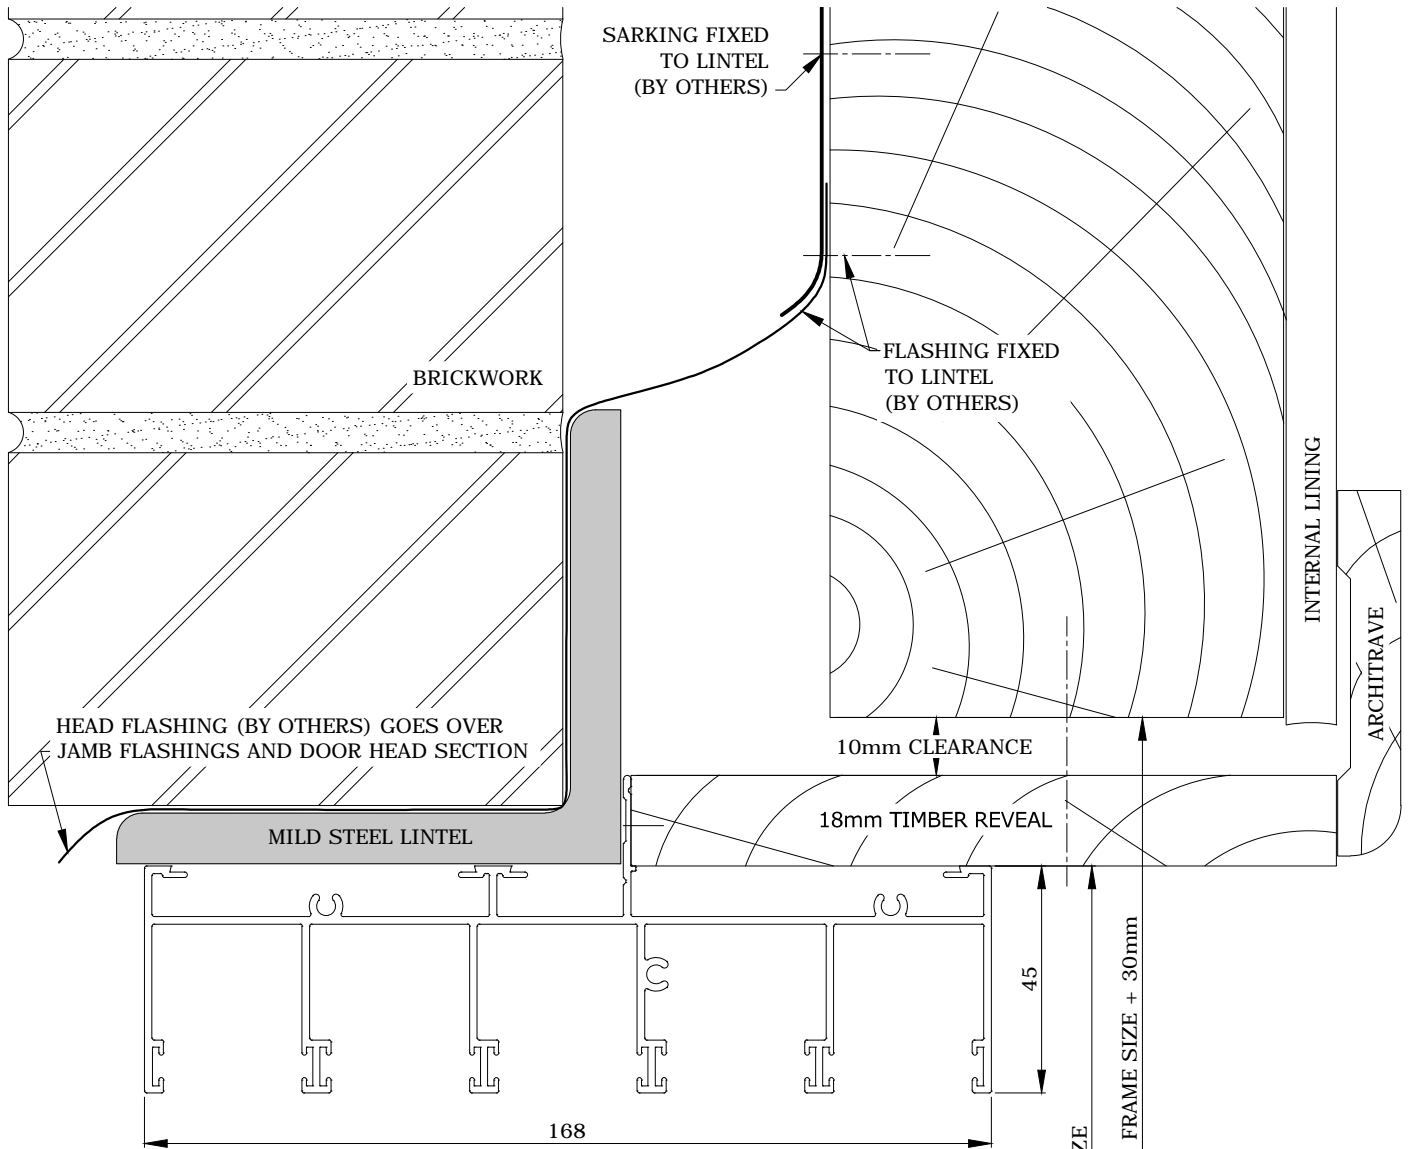 SARKING FIXED
TO LINTEL
(BY OTHERS)
BRICKWORK
FLASHING FIXED
TO LINTEL
(BY OTHERS)
INTERNAL LINING
ARCHITRAVE
HEAD FLASHING (BY OTHERS) GOES OVER
JAMB FLASHINGS AND DOOR HEAD SECTION
10mm CLEARANCE
MILD STEEL LINTEL
18mm TIMBER REVEAL
45
FRAME SIZE + 30mm
168